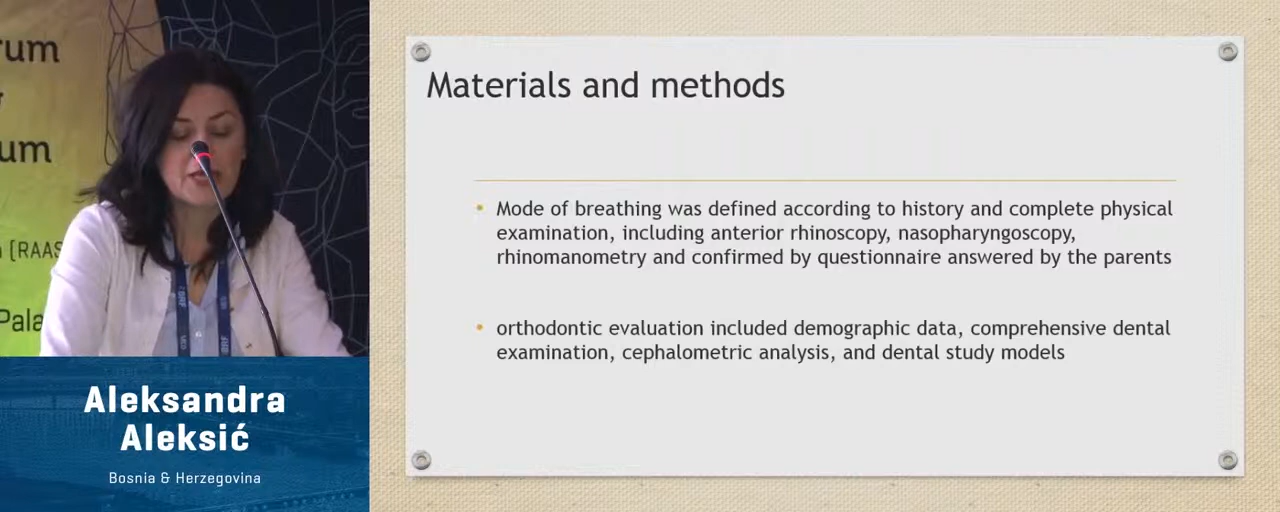 rum
um
(RAAS
Pala
Aleksandra
Aleksić
Bosnia & Herzegovina
Materials and methods
• Mode of breathing was defined according to history and complete physical
examination, including anterior rhinoscopy, nasopharyngoscopy,
rhinomanometry and confirmed by questionnaire answered by the parents
• orthodontic evaluation included demographic data, comprehensive dental
examination, cephalometric analysis, and dental study models